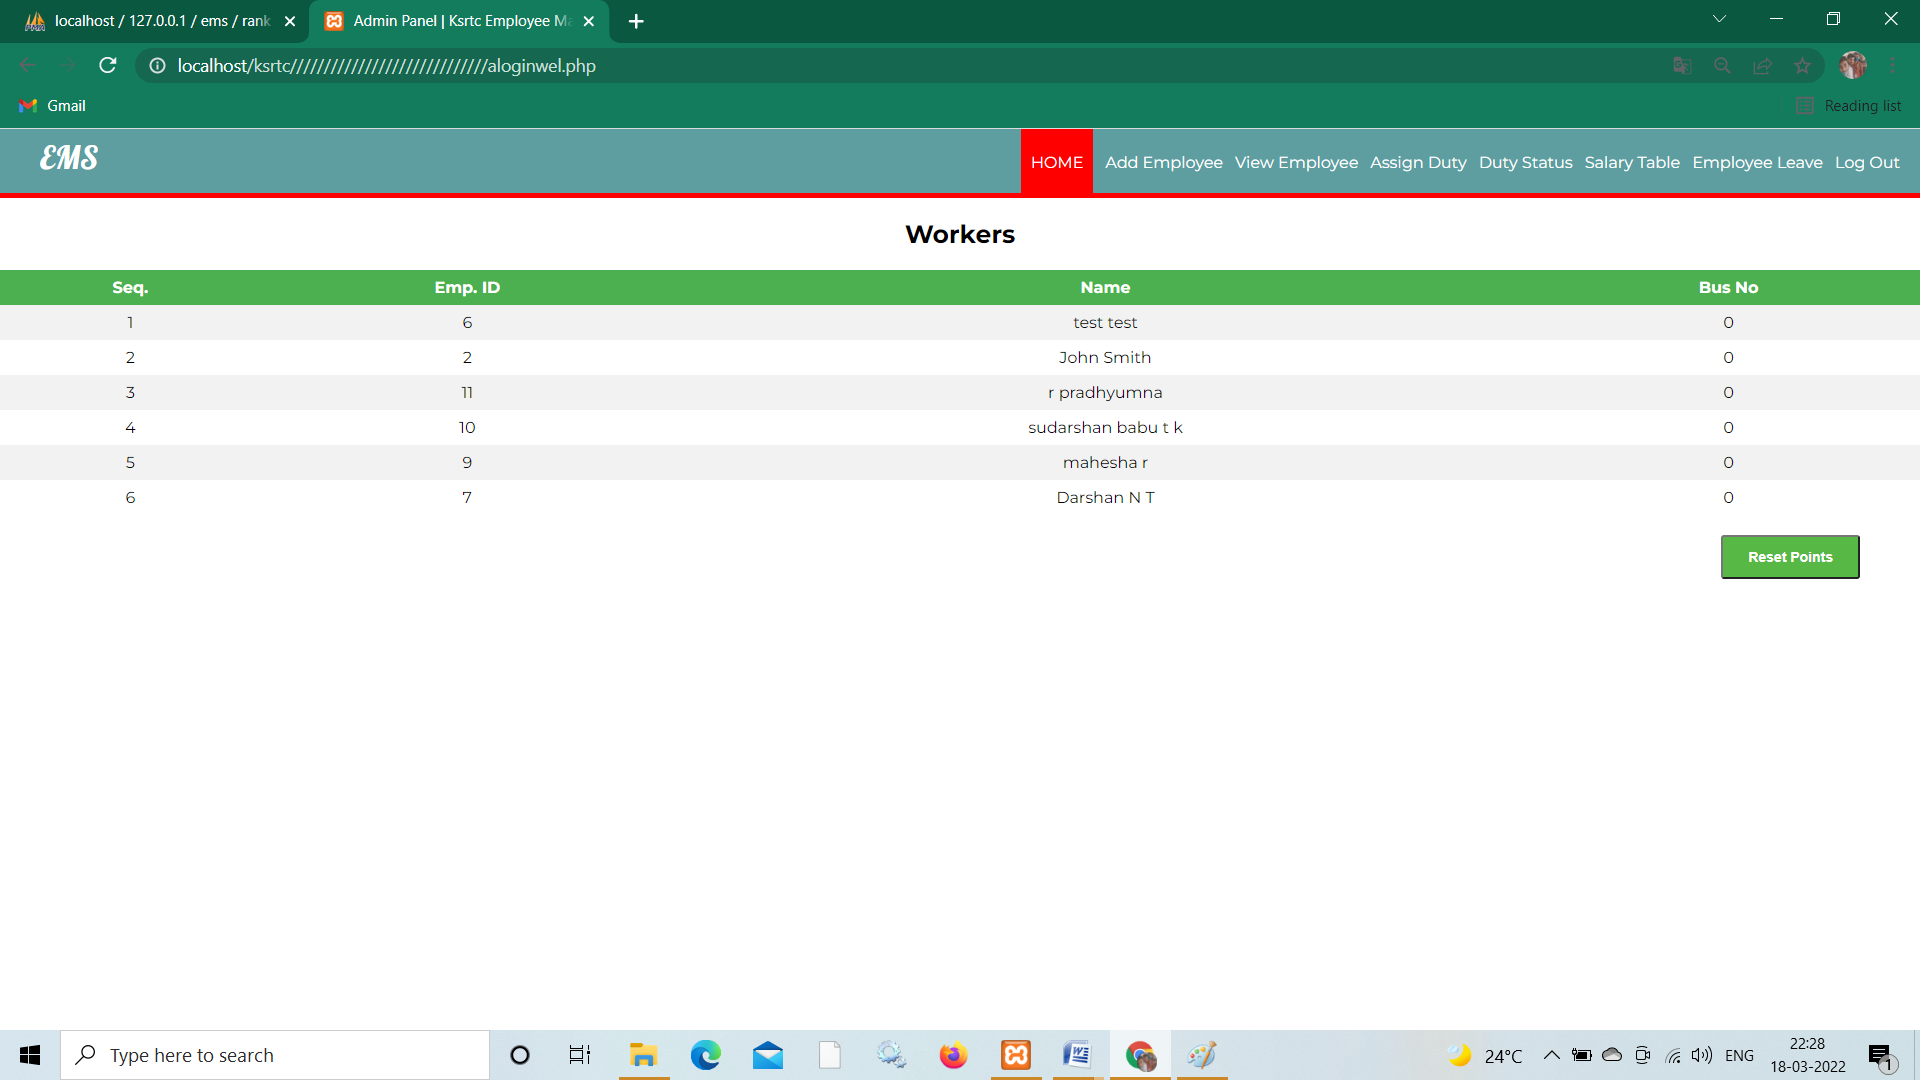 localhost / 127.0.0.1 / ems / rank
Admin Panel | Ksrtc Employee Ma
localhost/ksrtc/////////////////////////////aloginwel.php
Gmail
Reading list
EMS
HOME Add Employee View Employee Assign Duty Duty Status Salary Table Employee Leave Log Out
Workers
Seq. Emp. ID Name Bus No
1 6 test test 0
2 2 John Smith 0
3 11 r pradhyumna 0
4 10 sudarshan babu t k 0
5 9 mahesha r 0
6 7 Darshan N T 0
Reset Points
Type here to search
24°C
ENG
22:28
18-03-2022
1